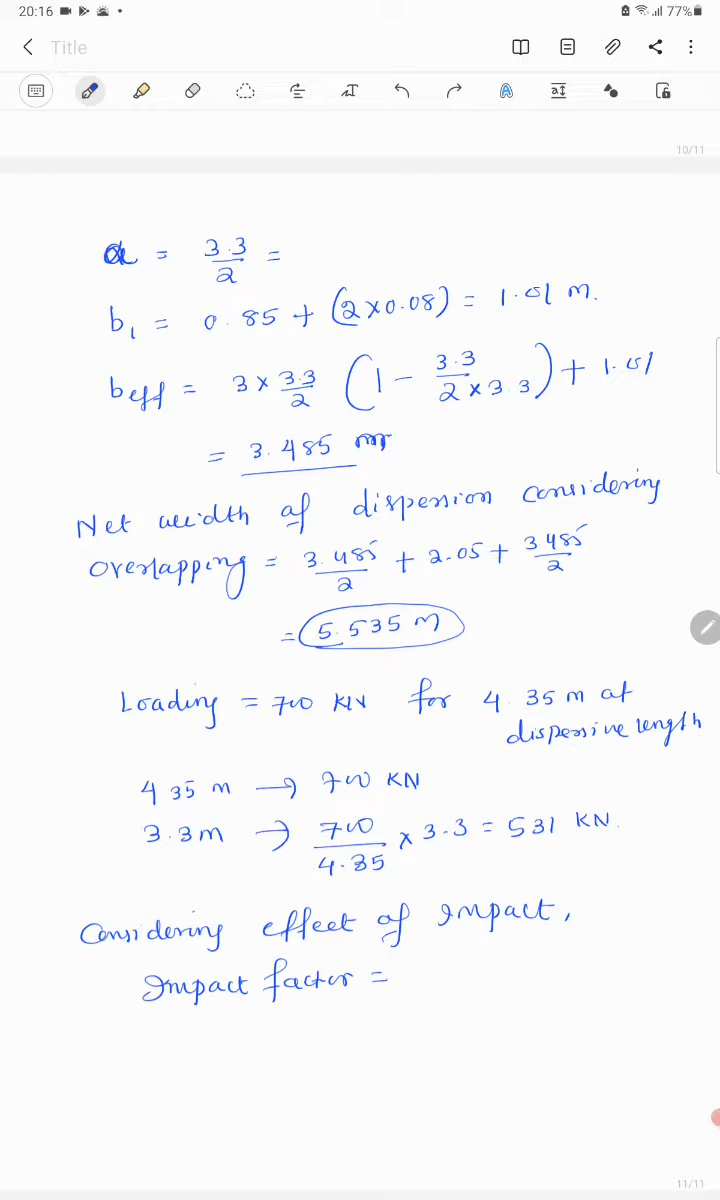 20:16
77%
Title
10/11
a = 3.3/2 =
b₁ = 0.85 + (2×0.08) = 1.01 m.
beff = 3 × 3.3/2 (1 - 3.3/2×3.3) + 1.01
= 3.485 m
Net width of dispersion considering
overlapping = 3.485/2 + 2.05 + 3.485/2
= 5.535 m
Loading = 700 KN for 4.35 m at
dispersive length
4.35 m → 700 KN
3.3 m → 700/4.35 × 3.3 = 531 KN.
Considering effect of Impact,
Impact factor =
11/11